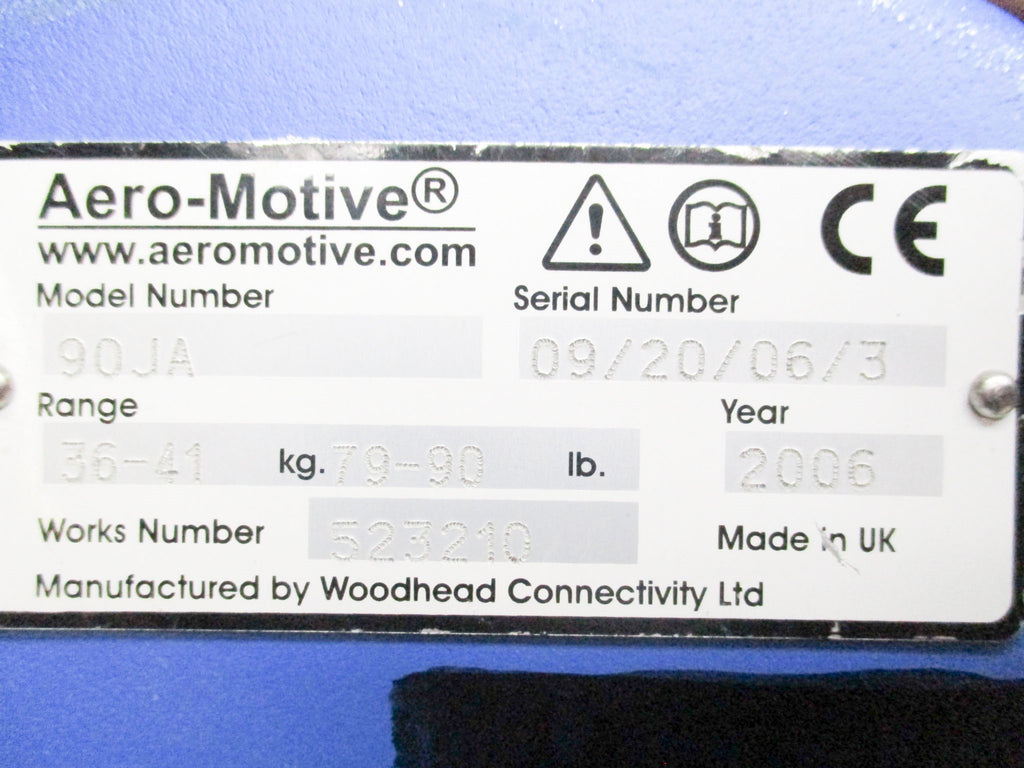 Aero-Motive®
www.aeromotive.com
CE
Model Number
Serial Number
90JA
09/20/06/3
Range
Year
36-41 kg. 79-90 lb.
2006
Works Number 523210
Made in UK
Manufactured by Woodhead Connectivity Ltd